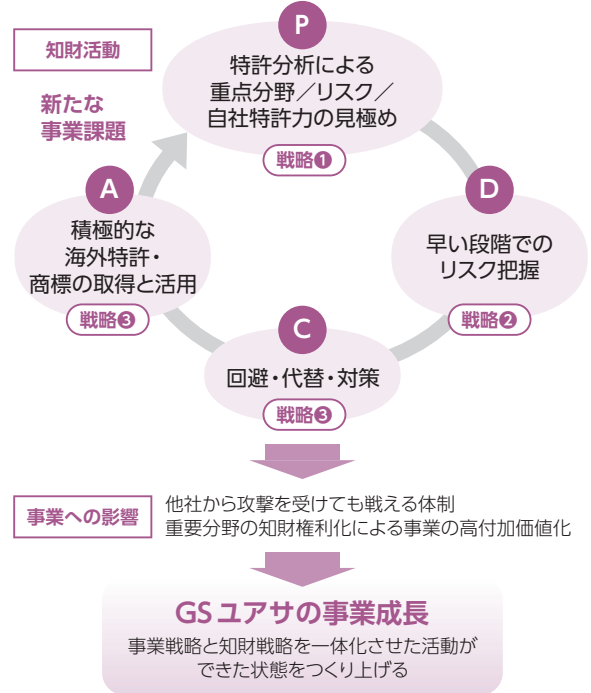 知財活動
新たな
事業課題
P
特許分析による
重点分野／リスク／
自社特許力の見極め
戦略❶
D
早い段階での
リスク把握
戦略❷
C
回避・代替・対策
戦略❸
A
積極的な
海外特許・
商標の取得と活用
戦略❸
事業への影響
他社から攻撃を受けても戦える体制
重要分野の知財権利化による事業の高付加価値化
GSユアサの事業成長
事業戦略と知財戦略を一体化させた活動が
できた状態をつくり上げる